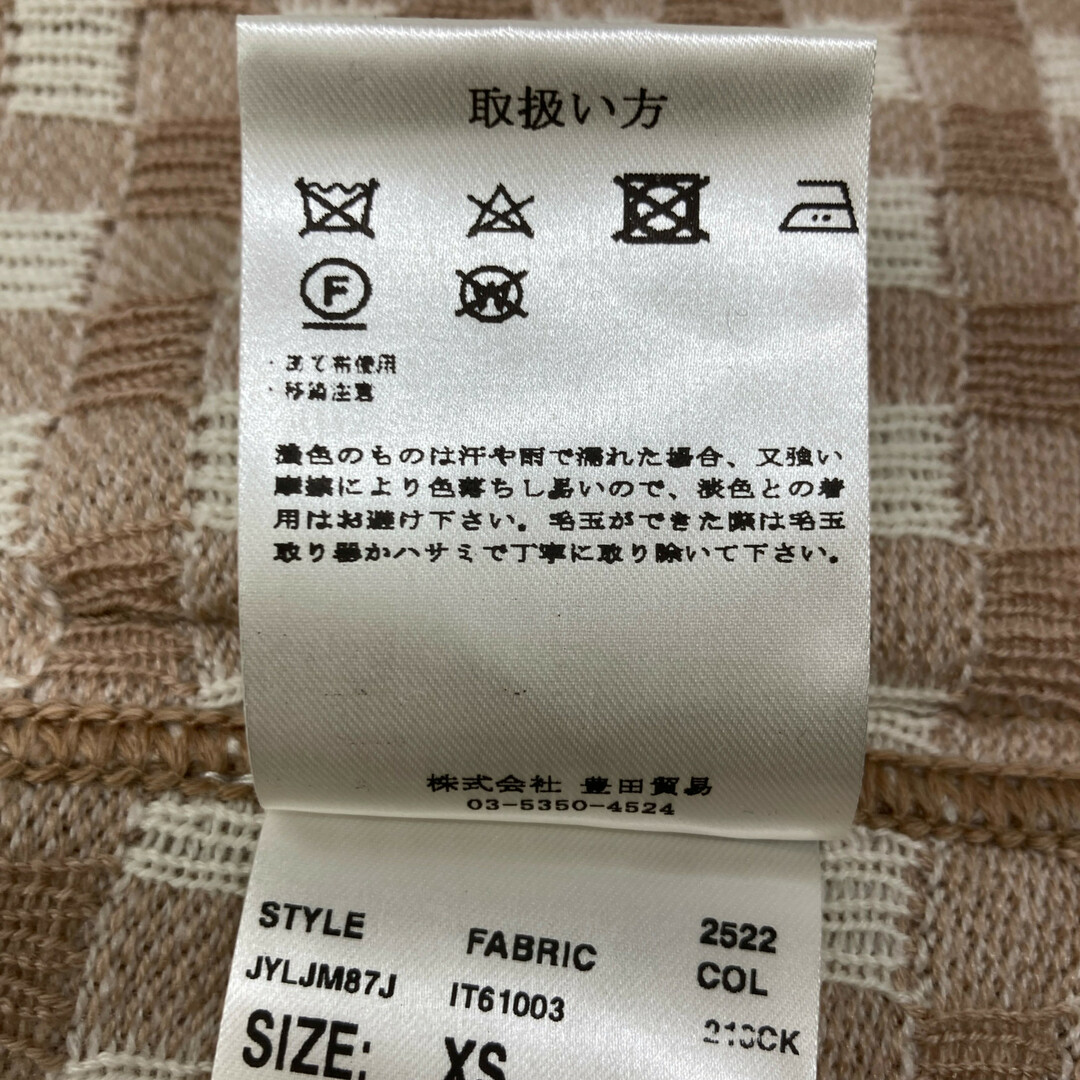 取扱い方
F
W
・あて布使用
・移染注意
濃色のものは汗や雨で濡れた場合、又強い
摩擦により色落ちし易いので、淡色との着
用はお避け下さい。毛玉ができた際は毛玉
取り器かハサミで丁寧に取り除いて下さい。
株式会社 豊田貿易
03-5350-4524
STYLE FABRIC 2522
JYLJM87J IT61003 COL
SIZE: XS